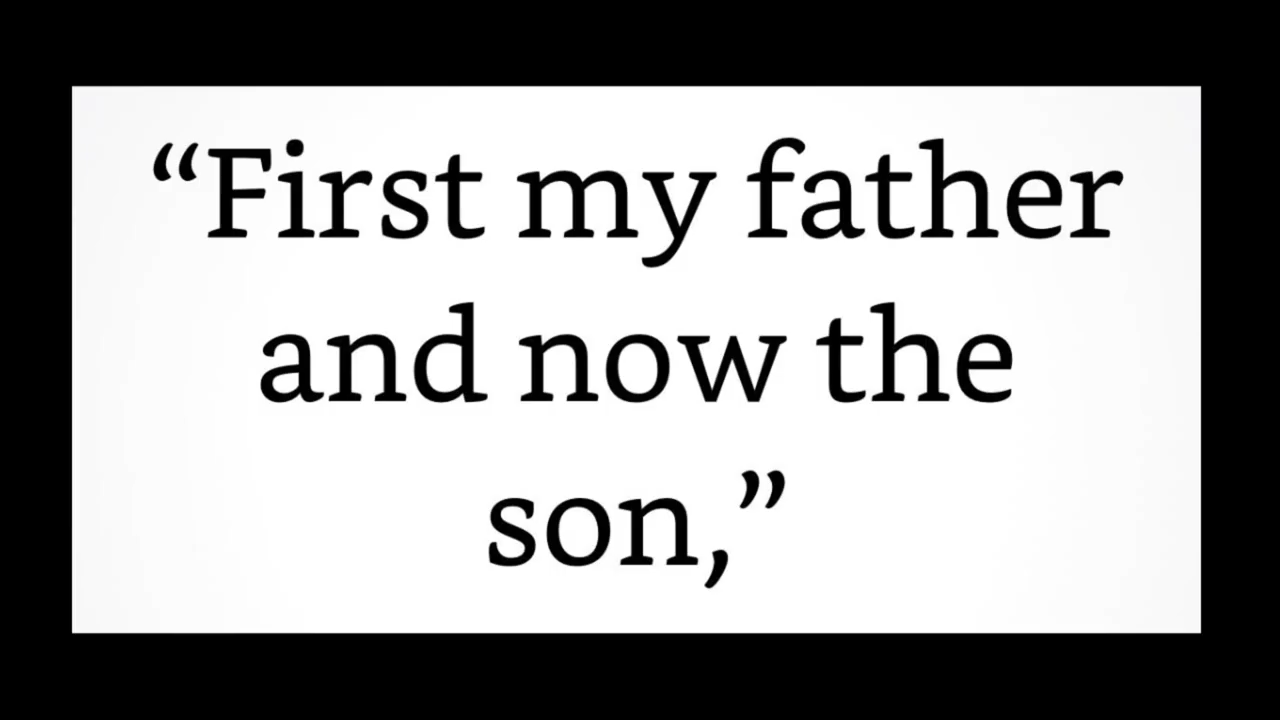 “First my father
and now the
son,”